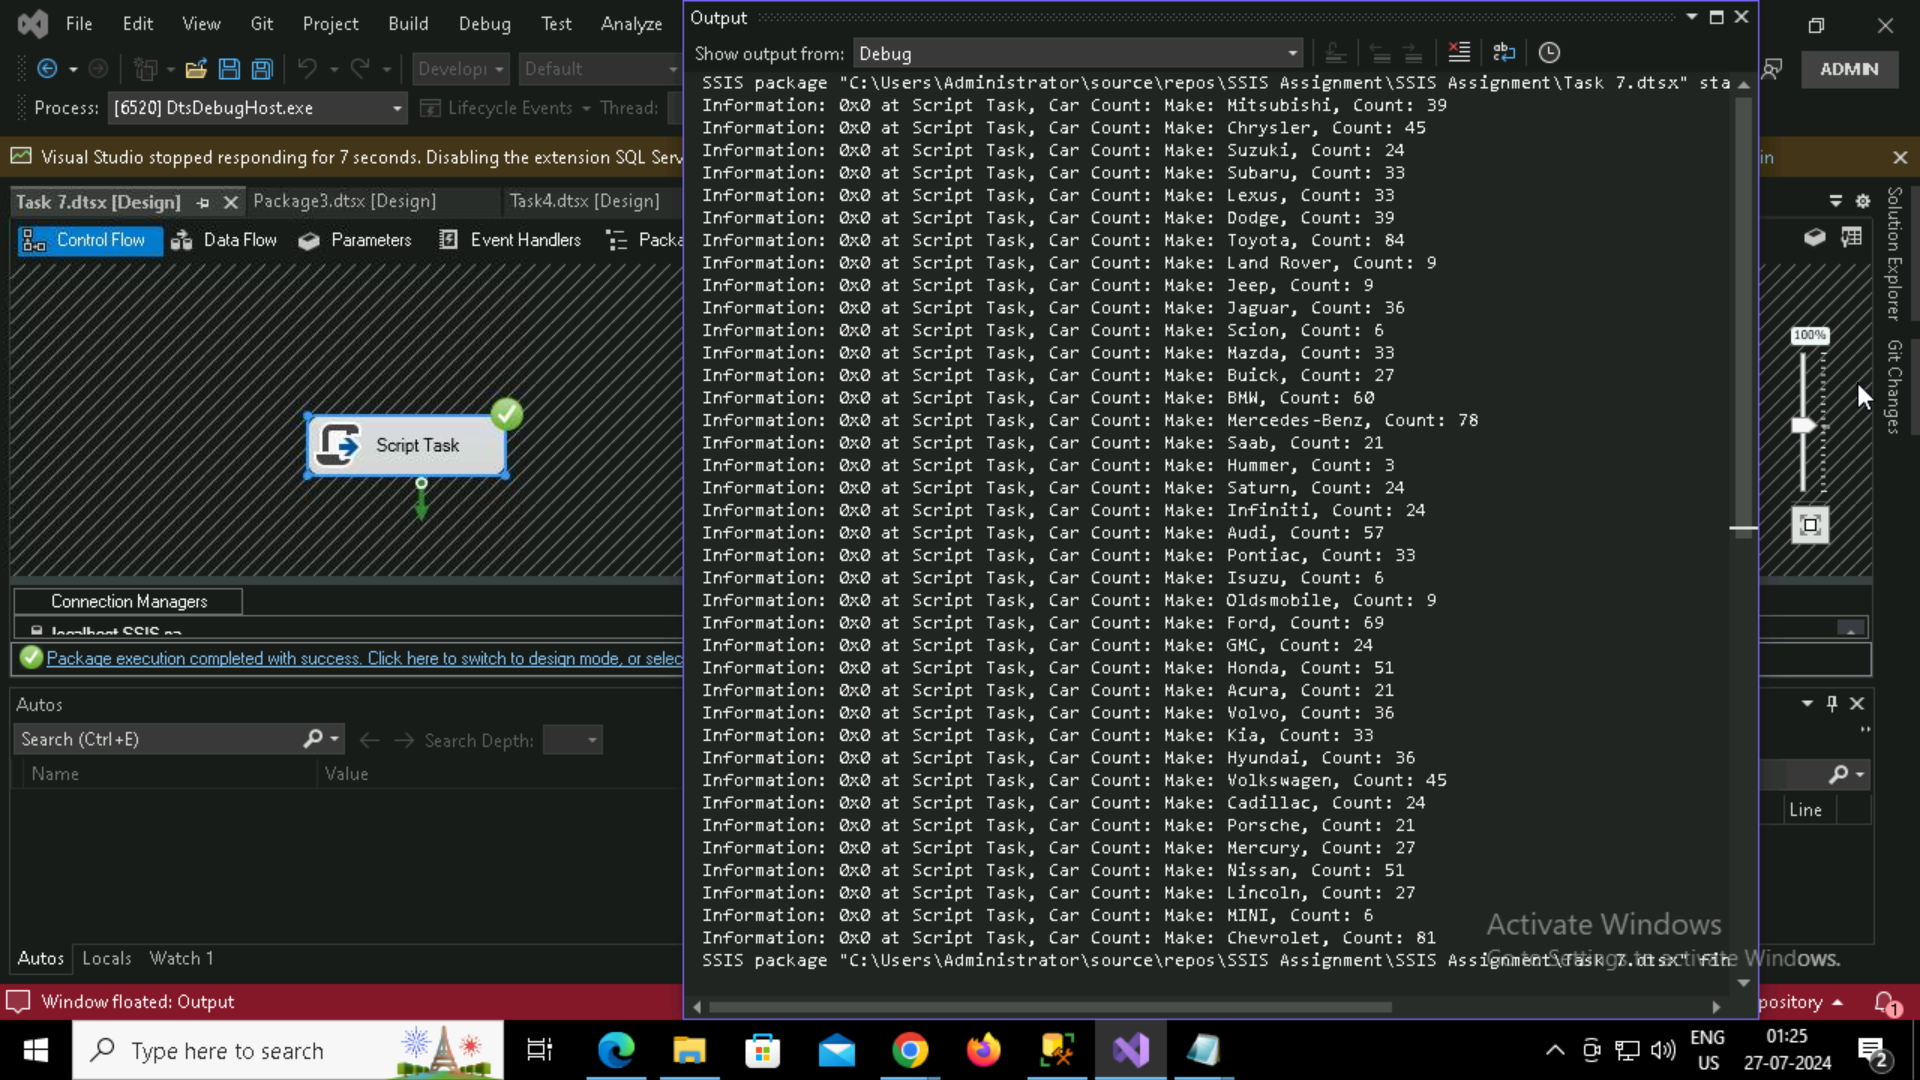 File Edit View Git Project Build Debug Test Analyze
Developi Default
ADMIN
Process: [6520] DtsDebugHost.exe Lifecycle Events Thread:
Visual Studio stopped responding for 7 seconds. Disabling the extension SQL Serv
in
Task 7.dtsx [Design] Package3.dtsx [Design] Task4.dtsx [Design]
Control Flow Data Flow Parameters Event Handlers Packa
Script Task
Connection Managers
localhost.SSIS
Package execution completed with success. Click here to switch to design mode, or selec
Autos
Search (Ctrl+E) Search Depth:
Name Value
Autos Locals Watch 1
Window floated: Output
Output
Show output from: Debug
SSIS package "C:\Users\Administrator\source\repos\SSIS Assignment\SSIS Assignment\Task 7.dtsx" sta
Information: 0x0 at Script Task, Car Count: Make: Mitsubishi, Count: 39
Information: 0x0 at Script Task, Car Count: Make: Chrysler, Count: 45
Information: 0x0 at Script Task, Car Count: Make: Suzuki, Count: 24
Information: 0x0 at Script Task, Car Count: Make: Subaru, Count: 33
Information: 0x0 at Script Task, Car Count: Make: Lexus, Count: 33
Information: 0x0 at Script Task, Car Count: Make: Dodge, Count: 39
Information: 0x0 at Script Task, Car Count: Make: Toyota, Count: 84
Information: 0x0 at Script Task, Car Count: Make: Land Rover, Count: 9
Information: 0x0 at Script Task, Car Count: Make: Jeep, Count: 9
Information: 0x0 at Script Task, Car Count: Make: Jaguar, Count: 36
Information: 0x0 at Script Task, Car Count: Make: Scion, Count: 6
Information: 0x0 at Script Task, Car Count: Make: Mazda, Count: 33
Information: 0x0 at Script Task, Car Count: Make: Buick, Count: 27
Information: 0x0 at Script Task, Car Count: Make: BMW, Count: 60
Information: 0x0 at Script Task, Car Count: Make: Mercedes-Benz, Count: 78
Information: 0x0 at Script Task, Car Count: Make: Saab, Count: 21
Information: 0x0 at Script Task, Car Count: Make: Hummer, Count: 3
Information: 0x0 at Script Task, Car Count: Make: Saturn, Count: 24
Information: 0x0 at Script Task, Car Count: Make: Infiniti, Count: 24
Information: 0x0 at Script Task, Car Count: Make: Audi, Count: 57
Information: 0x0 at Script Task, Car Count: Make: Pontiac, Count: 33
Information: 0x0 at Script Task, Car Count: Make: Isuzu, Count: 6
Information: 0x0 at Script Task, Car Count: Make: Oldsmobile, Count: 9
Information: 0x0 at Script Task, Car Count: Make: Ford, Count: 69
Information: 0x0 at Script Task, Car Count: Make: GMC, Count: 24
Information: 0x0 at Script Task, Car Count: Make: Honda, Count: 51
Information: 0x0 at Script Task, Car Count: Make: Acura, Count: 21
Information: 0x0 at Script Task, Car Count: Make: Volvo, Count: 36
Information: 0x0 at Script Task, Car Count: Make: Kia, Count: 33
Information: 0x0 at Script Task, Car Count: Make: Hyundai, Count: 36
Information: 0x0 at Script Task, Car Count: Make: Volkswagen, Count: 45
Information: 0x0 at Script Task, Car Count: Make: Cadillac, Count: 24
Information: 0x0 at Script Task, Car Count: Make: Porsche, Count: 21
Information: 0x0 at Script Task, Car Count: Make: Mercury, Count: 27
Information: 0x0 at Script Task, Car Count: Make: Nissan, Count: 51
Information: 0x0 at Script Task, Car Count: Make: Lincoln, Count: 27
Information: 0x0 at Script Task, Car Count: Make: MINI, Count: 6
Information: 0x0 at Script Task, Car Count: Make: Chevrolet, Count: 81
SSIS package "C:\Users\Administrator\source\repos\SSIS Assignment\SSIS Assignment\Task 7.dtsx" fin
100%
Solution Explorer
Git Changes
Line
Activate Windows
Go to Settings to activate Windows.
pository
1
Type here to search
ENG
US
01:25
27-07-2024
2